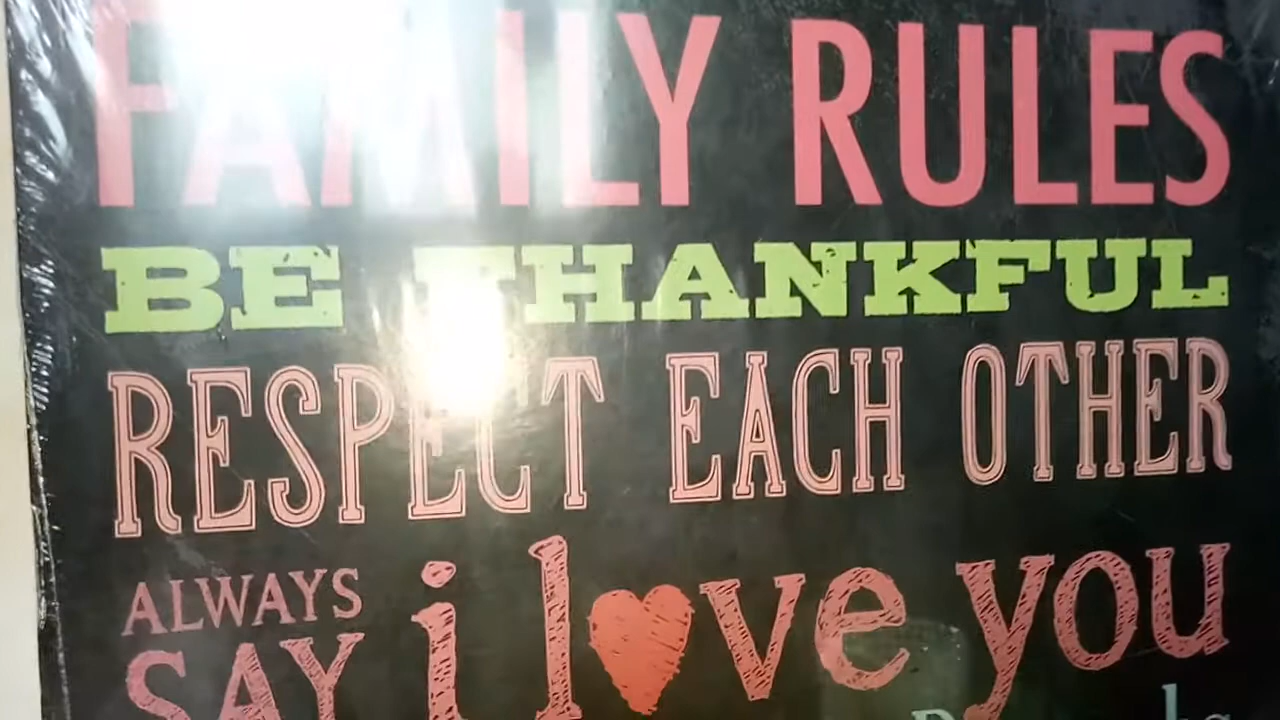 FAMILY RULES
BE THANKFUL
RESPECT EACH OTHER
ALWAYS
SAY i love you